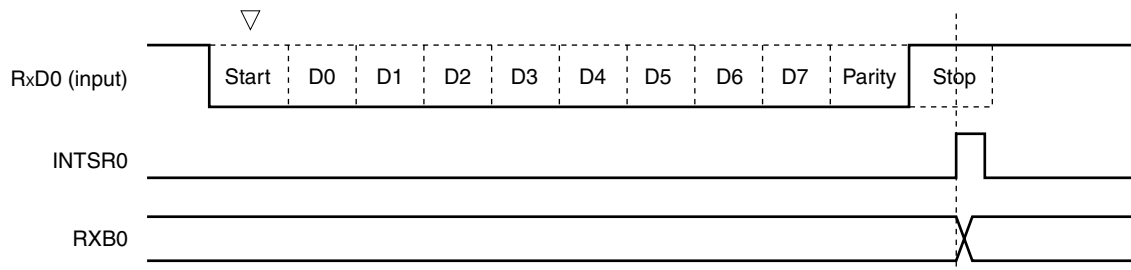 RxD0 (input) Start D0 D1 D2 D3 D4 D5 D6 D7 Parity Stop
INTSR0
RXB0